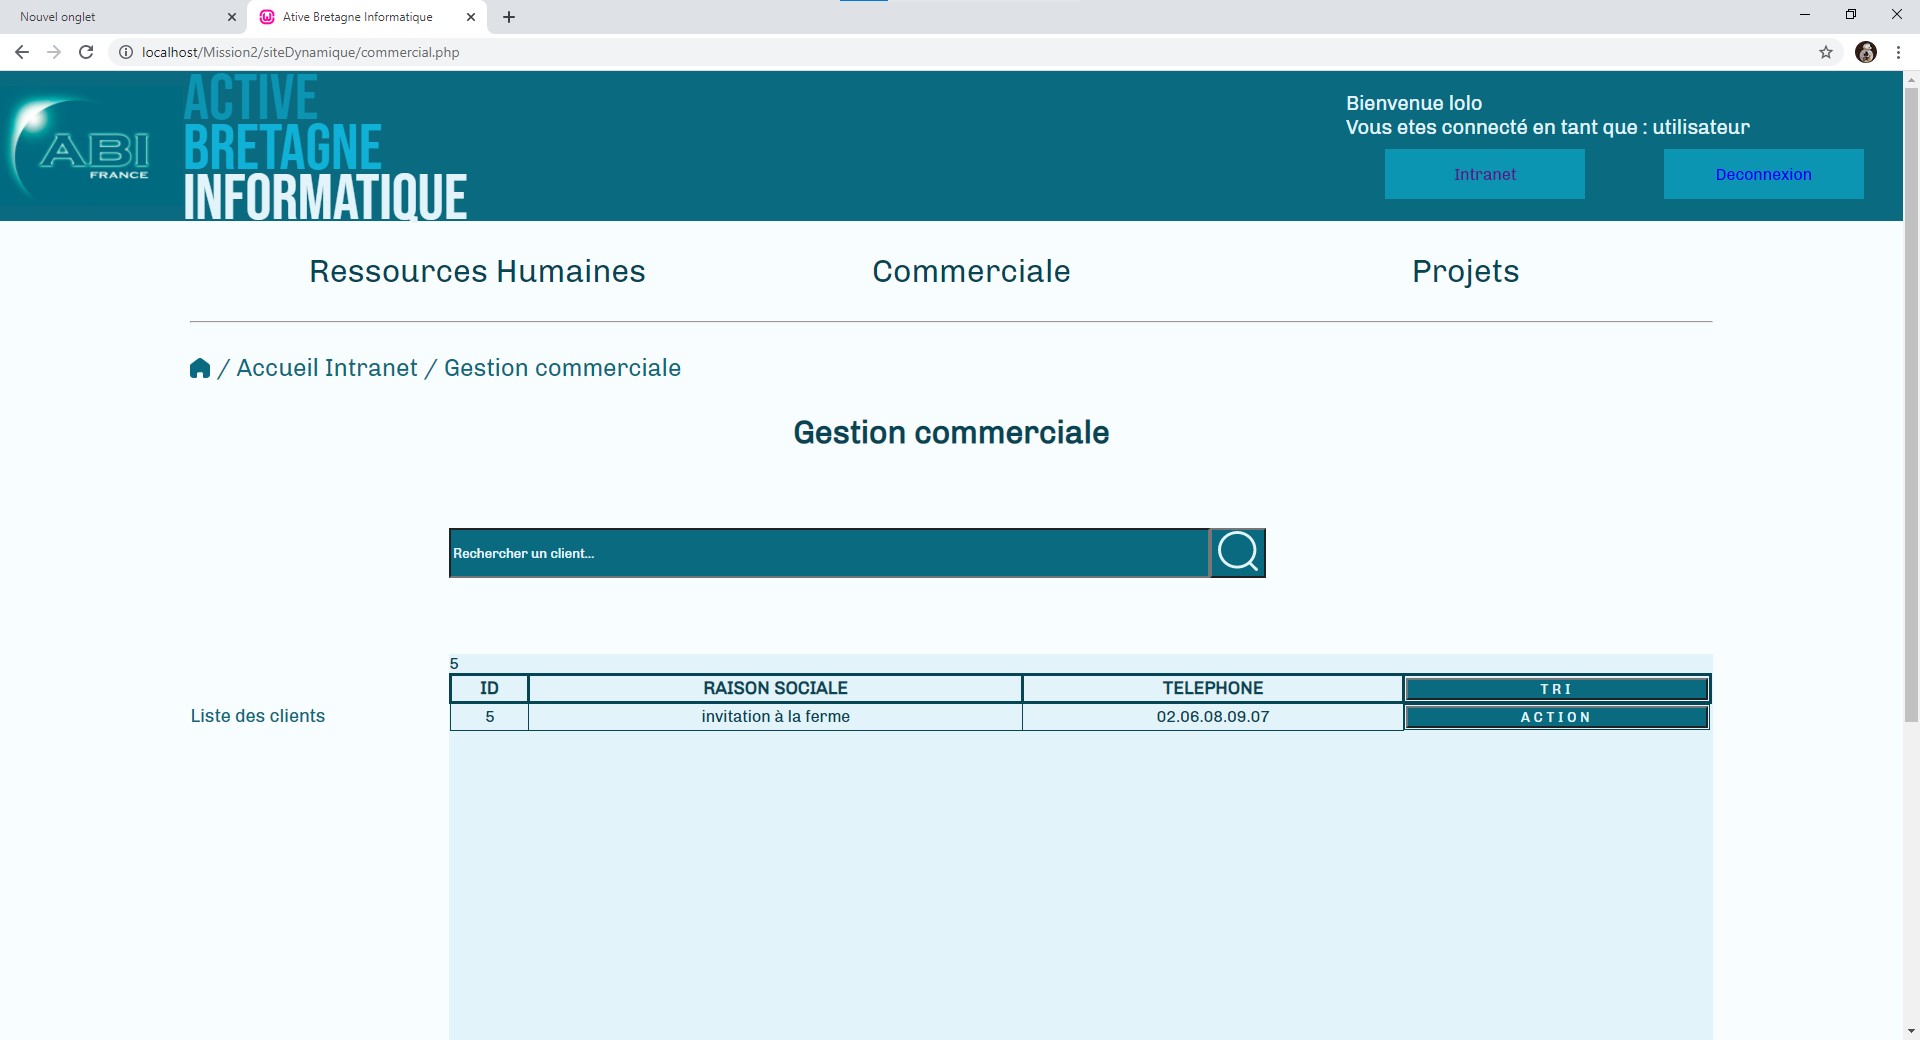 Nouvel onglet
Ative Bretagne Informatique
localhost/Mission2/siteDynamique/commercial.php
ABI
FRANCE
ACTIVE
BRETAGNE
INFORMATIQUE
Bienvenue lolo
Vous etes connecté en tant que : utilisateur
Intranet
Deconnexion
Ressources Humaines
Commerciale
Projets
/ Accueil Intranet / Gestion commerciale
Gestion commerciale
Rechercher un client...
Liste des clients
5
ID RAISON SOCIALE TELEPHONE TRI
5 invitation à la ferme 02.06.08.09.07 ACTION